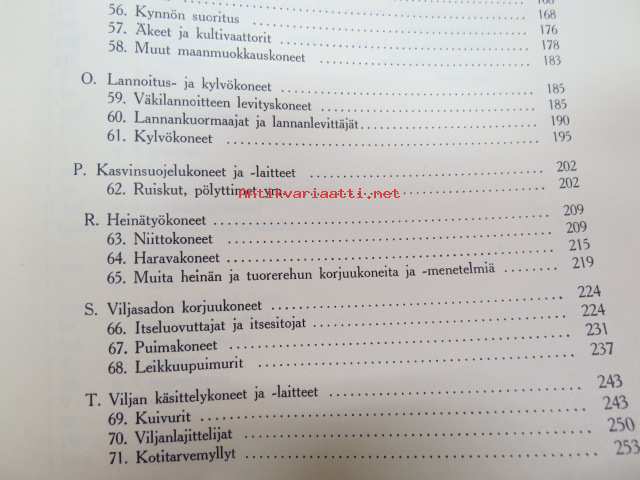 56. Kynnön suoritus 168
57. Äkeet ja kultivaattorit 176
58. Muut maanmuokkauskoneet 178
183
O. Lannoitus- ja kylvökoneet 185
59. Väkilannoitteen levityskoneet 185
60. Lannankuormaajat ja lannanlevittäjät 190
61. Kylvökoneet 195
P. Kasvinsuojelukoneet ja -laitteet 202
62. Ruiskut, pölyttimet ym. 202
Antikvariaatti.net
R. Heinätyökoneet 209
63. Niittokoneet 209
64. Haravakoneet 215
65. Muita heinän ja tuorerehun korjuukoneita ja -menetelmiä 219
S. Viljasadon korjuukoneet 224
66. Itseluovuttajat ja itsesitojat 224
67. Puimakoneet 231
68. Leikkuupuimurit 237
T. Viljan käsittelykoneet ja -laitteet 243
69. Kuivurit 243
70. Viljanlajittelijat 250
71. Kotitarvemyllyt 253